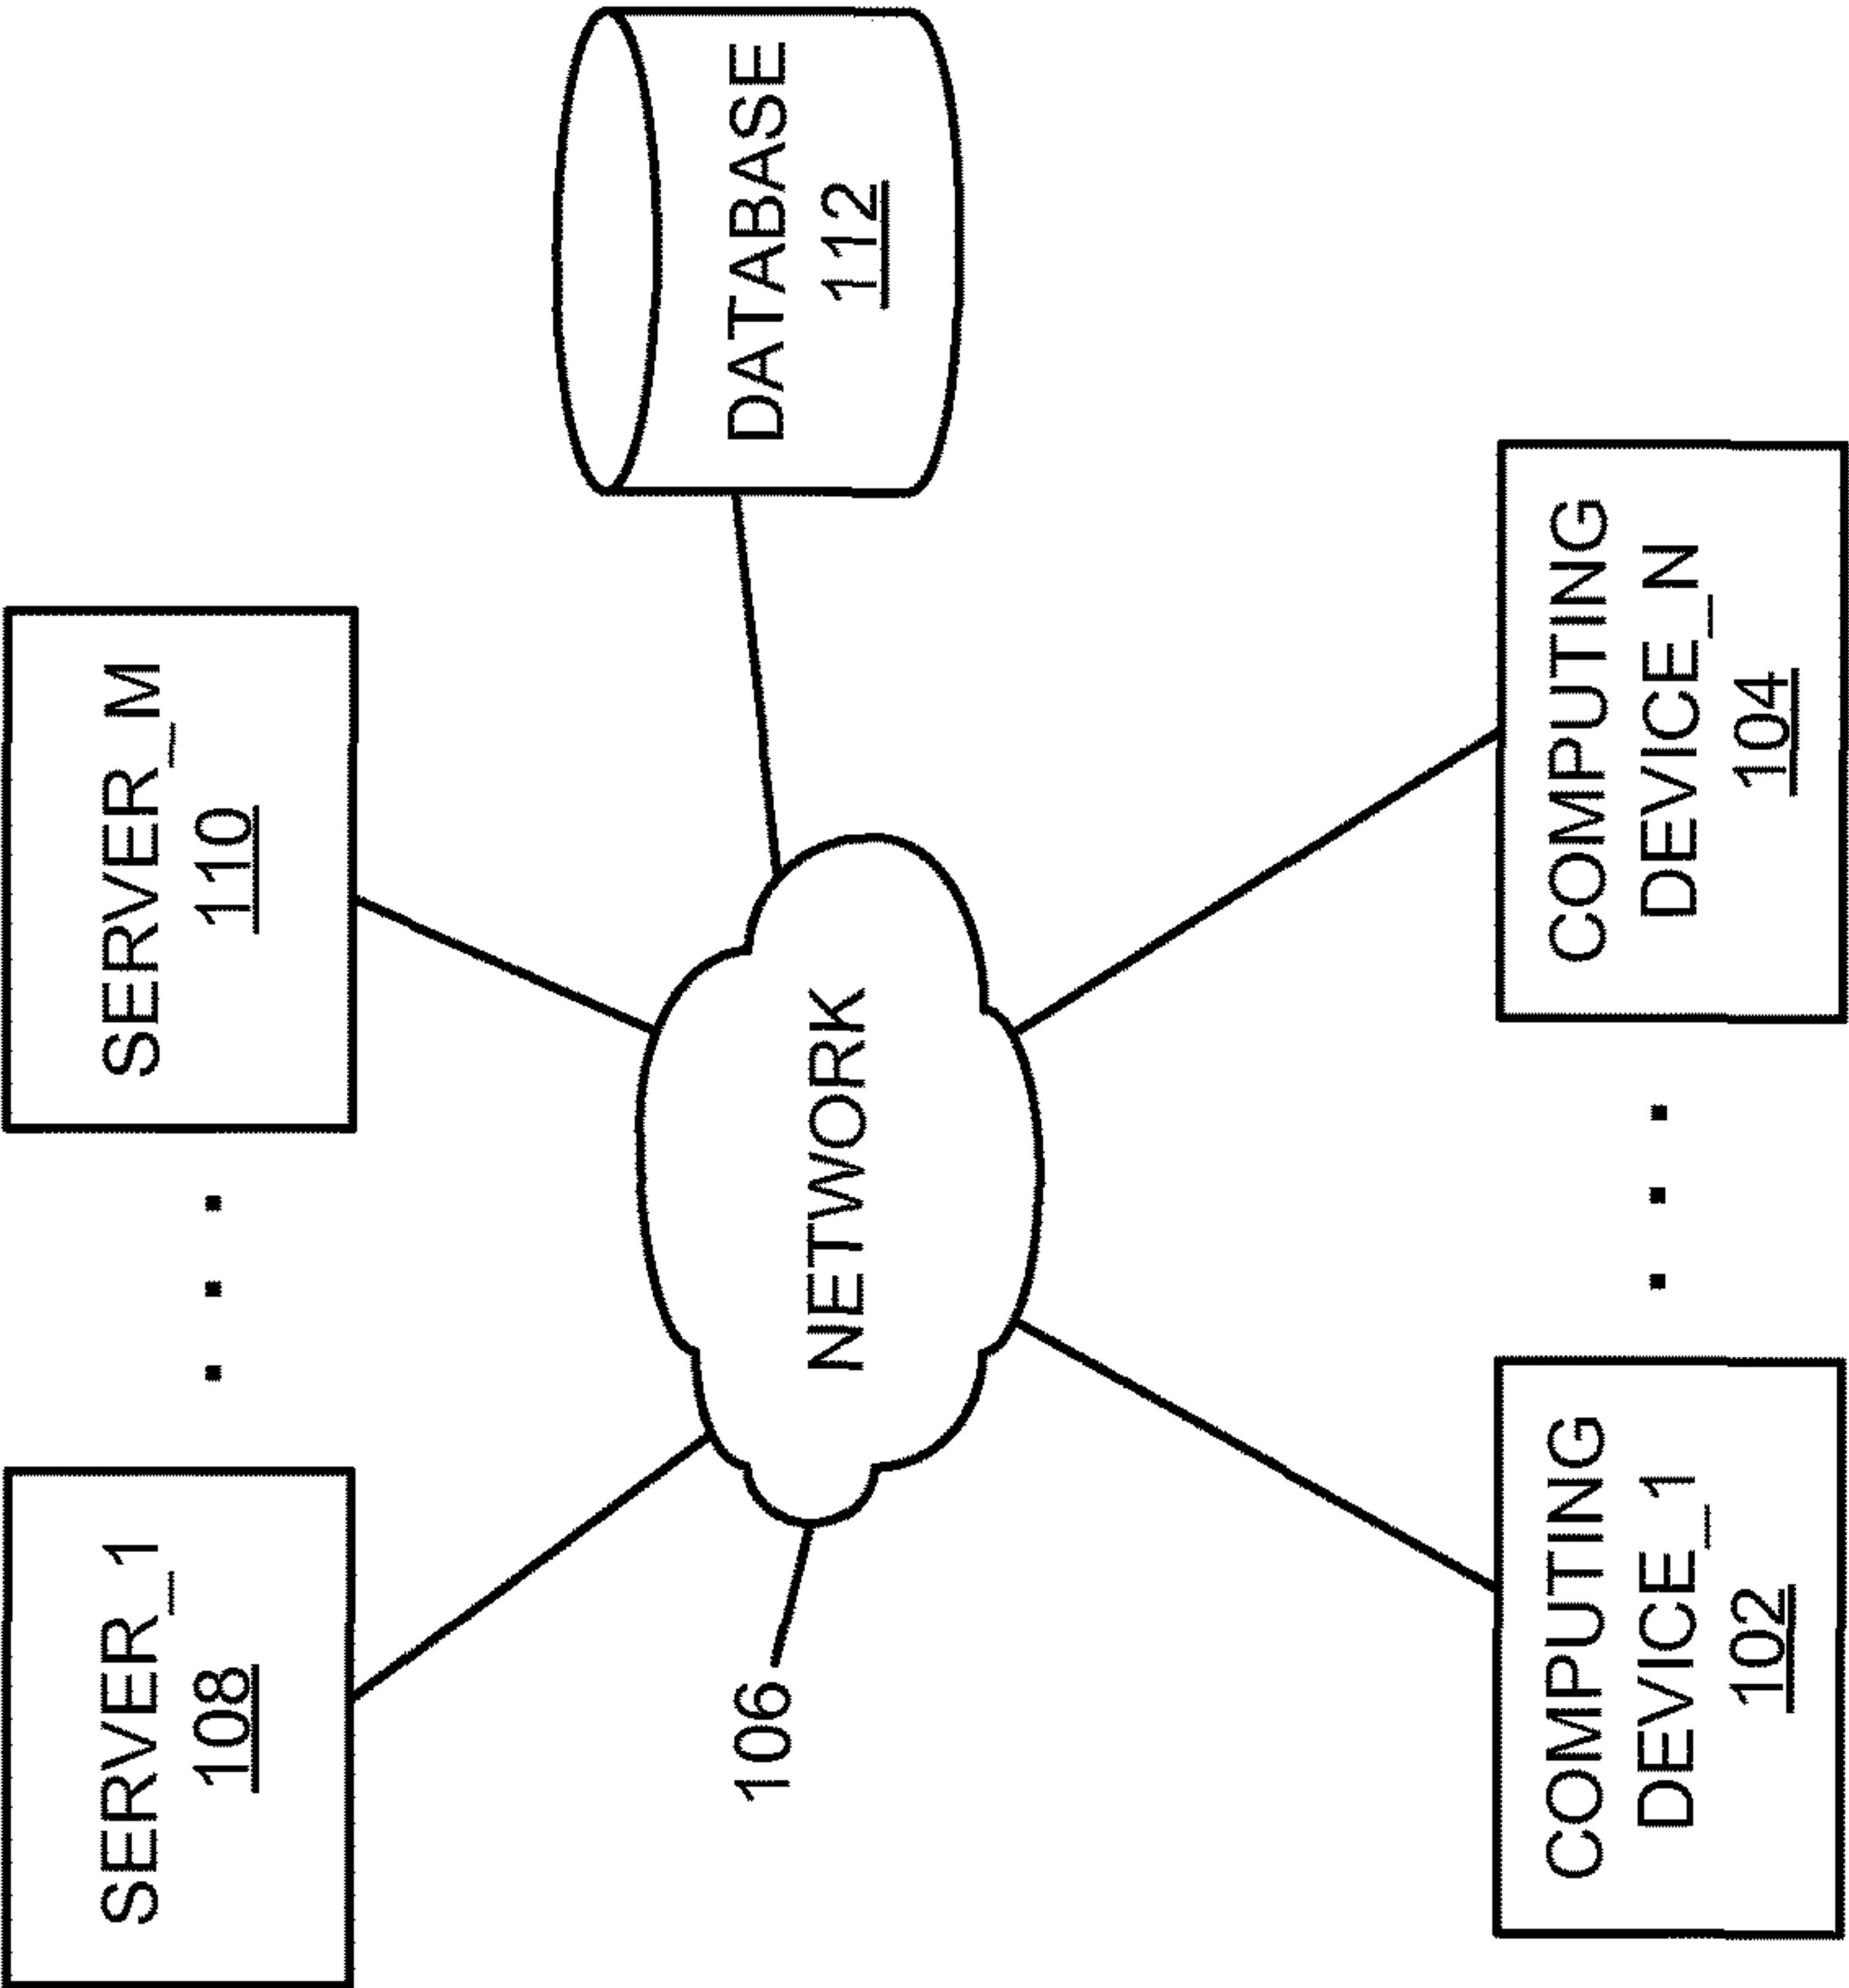 SERVER_1
108
SERVER_M
110
DATABASE
112
NETWORK
106
COMPUTING
DEVICE_1
102
COMPUTING
DEVICE_N
104